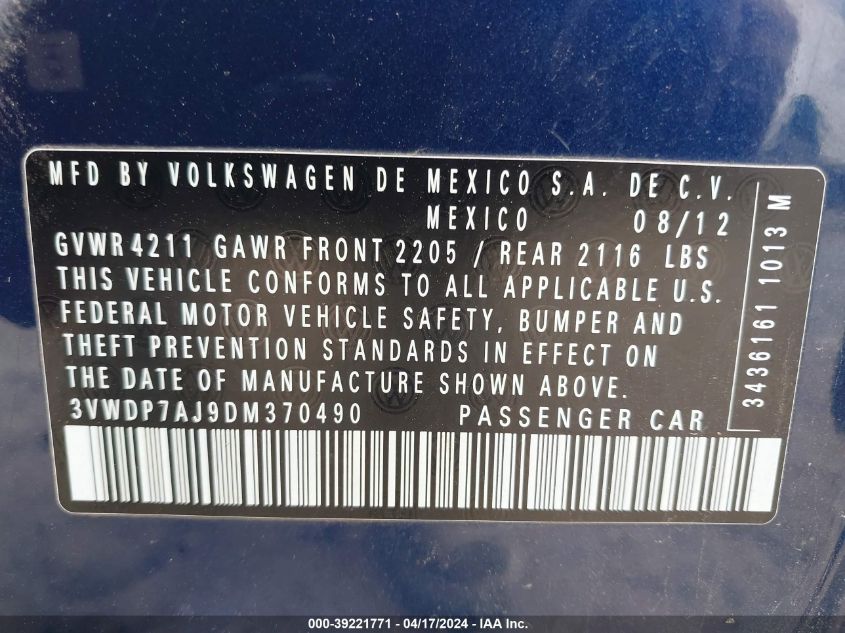 MFD BY VOLKSWAGEN DE MEXICO S.A. DE C.V.
MEXICO 08/12
GVWR 4211 GAWR FRONT 2205 / REAR 2116 LBS
THIS VEHICLE CONFORMS TO ALL APPLICABLE U.S.
FEDERAL MOTOR VEHICLE SAFETY, BUMPER AND
THEFT PREVENTION STANDARDS IN EFFECT ON
THE DATE OF MANUFACTURE SHOWN ABOVE.
3VWDP7AJ9DM370490 PASSENGER CAR
3436161 1013 M
000-39221771 - 04/17/2024 - IAA Inc.